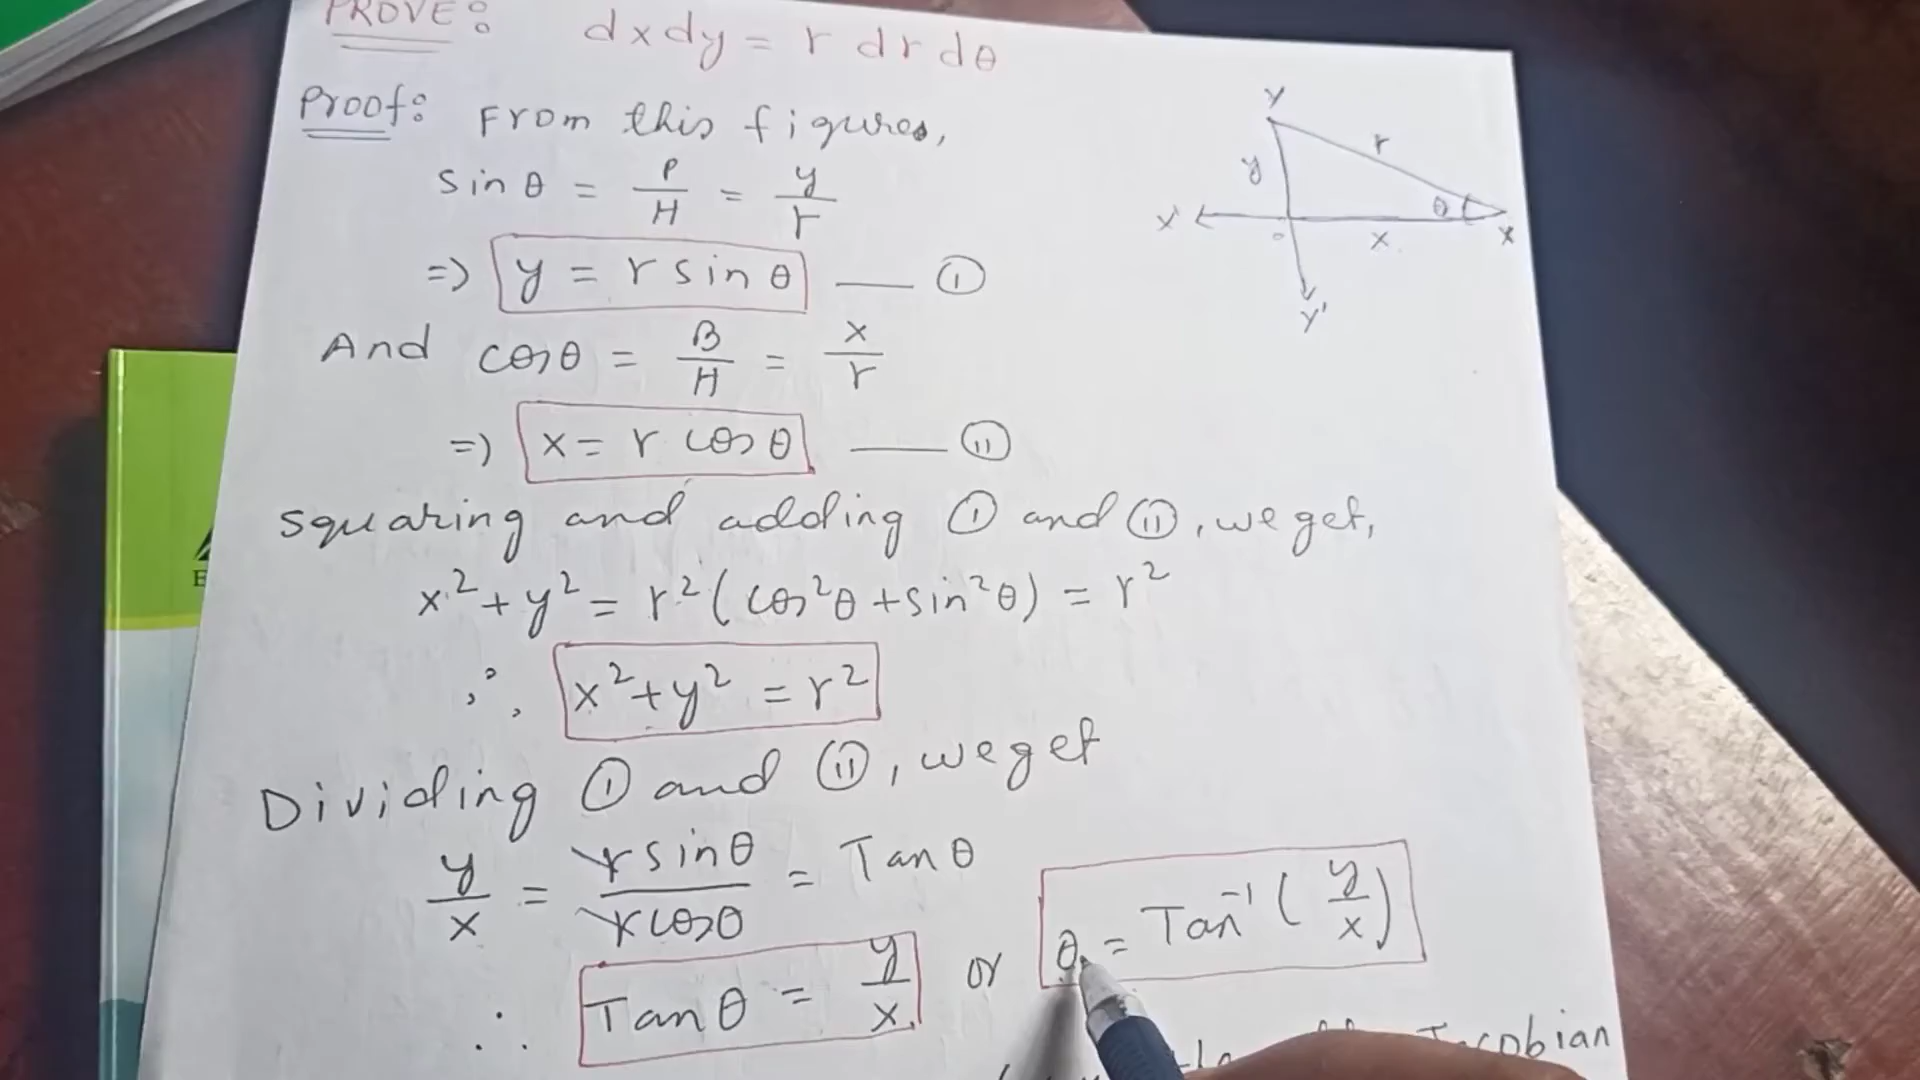 PROVE: dxdy = r dr dθ
Proof: From this figures,
sin θ = P/H = y/r
=) y = r sin θ — (I)
And cos θ = B/H = x/r
=) x = r cos θ — (II)
squaring and adding (I) and (II), we get,
x² + y² = r² (cos²θ + sin²θ) = r²
∴ x² + y² = r²
Dividing (I) and (II), we get
y/x = r sin θ / r cos θ = Tan θ
∴ Tan θ = y/x or θ = Tan⁻¹ (y/x)
Y
r
y
θ
X' o x X
Y'